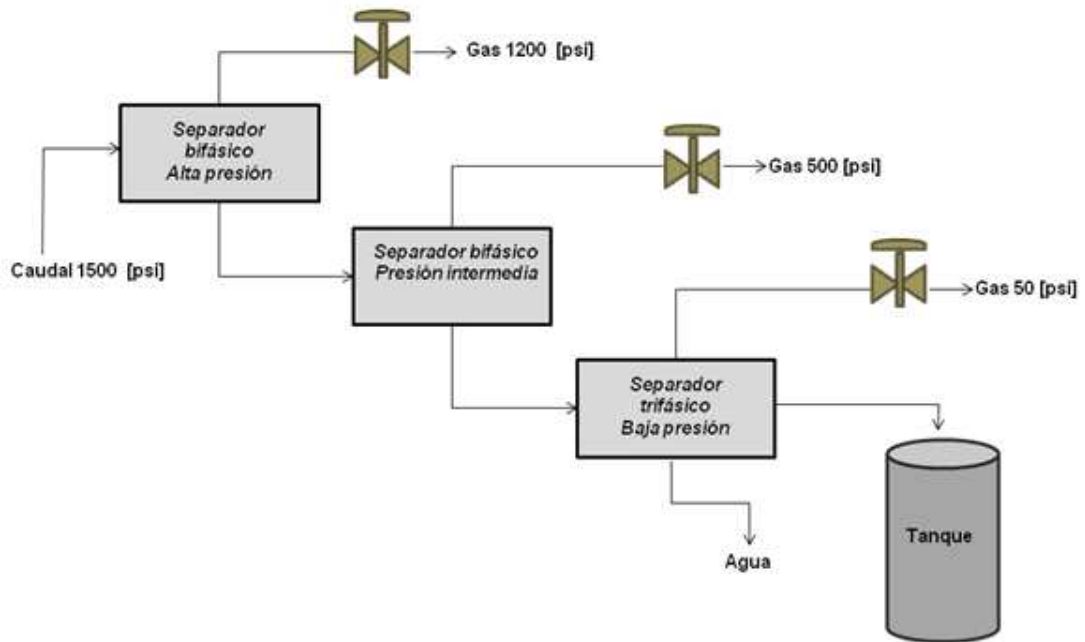 Gas 1200 [psi]
Separador
bifásico
Alta presión
Caudal 1500 [psi]
Gas 500 [psi]
Separador bifásico
Presión intermedia
Gas 50 [psi]
Separador
trifásico
Baja presión
Tanque
Agua